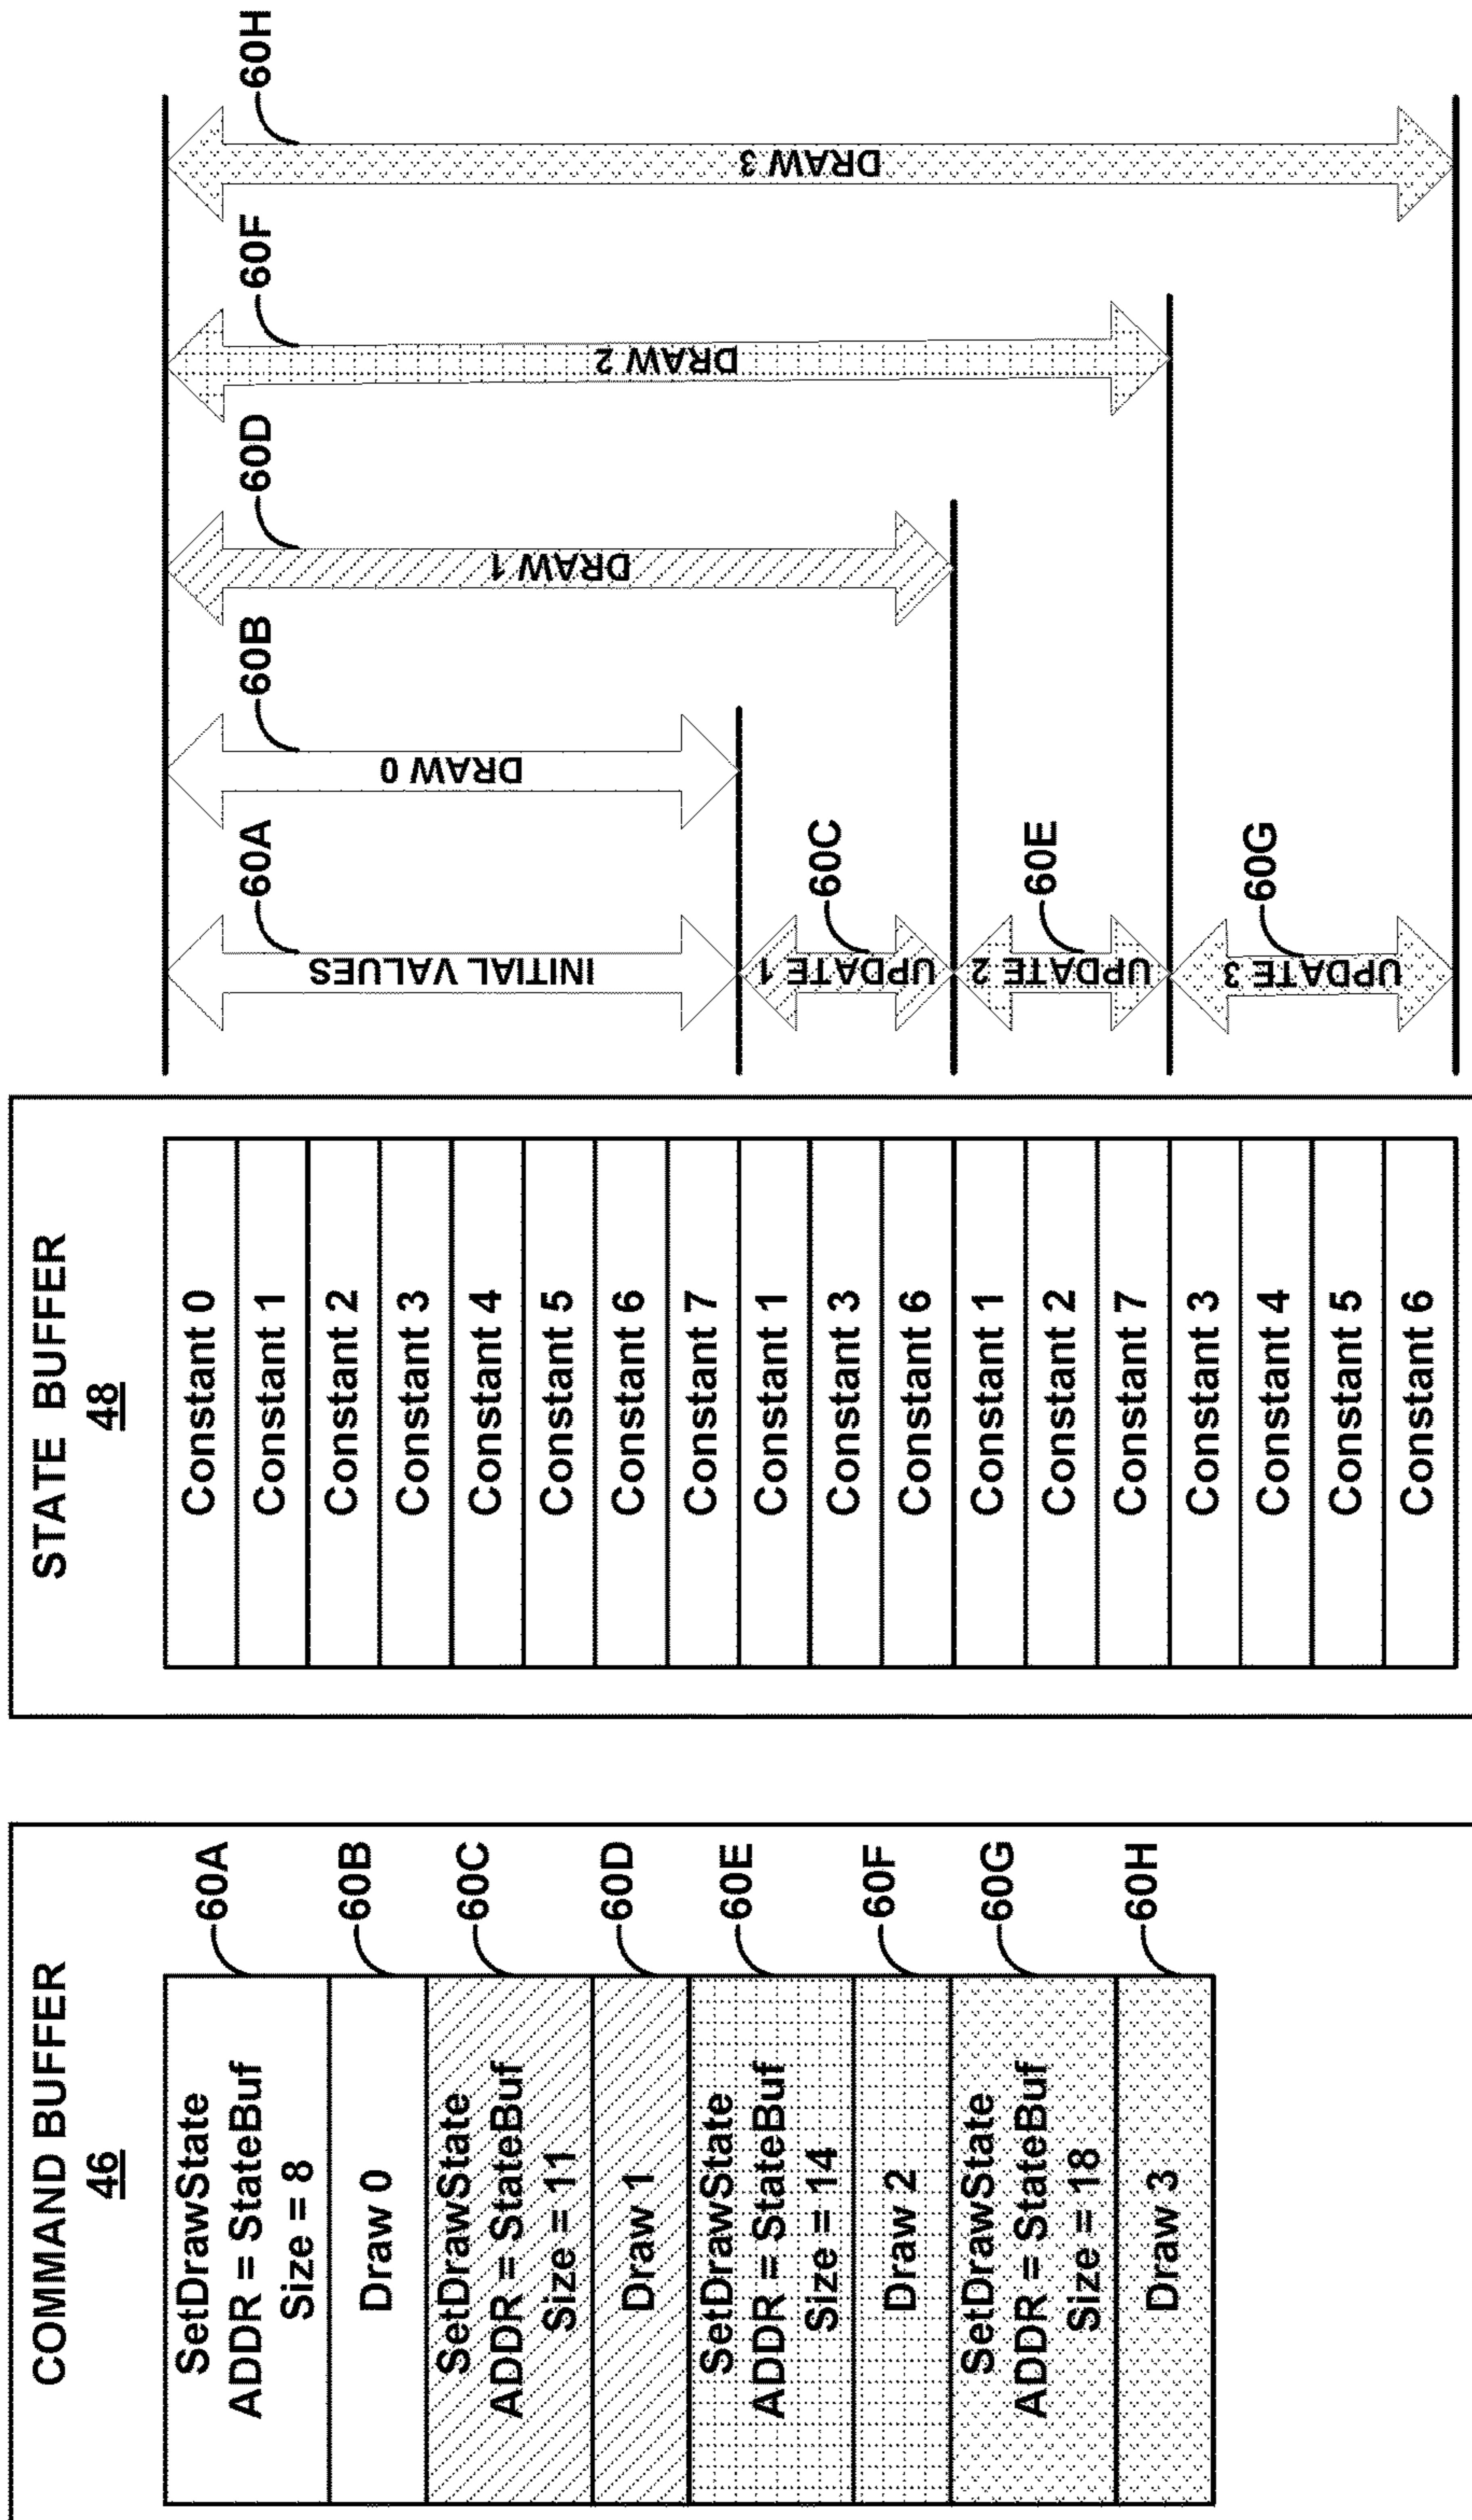 COMMAND BUFFER
46
SetDrawState
ADDR = StateBuf
Size = 8
60A
Draw 0
60B
SetDrawState
ADDR = StateBuf
Size = 11
60C
Draw 1
60D
SetDrawState
ADDR = StateBuf
Size = 14
60E
Draw 2
60F
SetDrawState
ADDR = StateBuf
Size = 18
60G
Draw 3
60H
STATE BUFFER
48
Constant 0
Constant 1
Constant 2
Constant 3
Constant 4
Constant 5
Constant 6
Constant 7
Constant 1
Constant 3
Constant 6
Constant 1
Constant 2
Constant 7
Constant 3
Constant 4
Constant 5
Constant 6
INITIAL VALUES
60A
DRAW 0
60B
UPDATE 1
60C
DRAW 1
60D
UPDATE 2
60E
DRAW 2
60F
UPDATE 3
60G
DRAW 3
60H